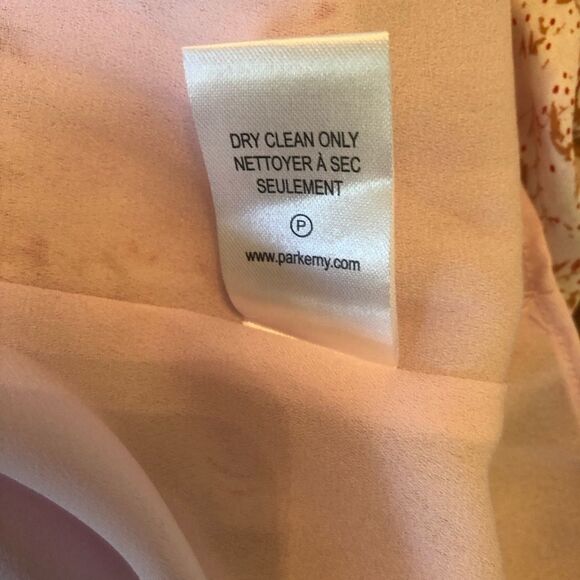 DRY CLEAN ONLY
NETTOYER À SEC
SEULEMENT
P
www.parkerny.com